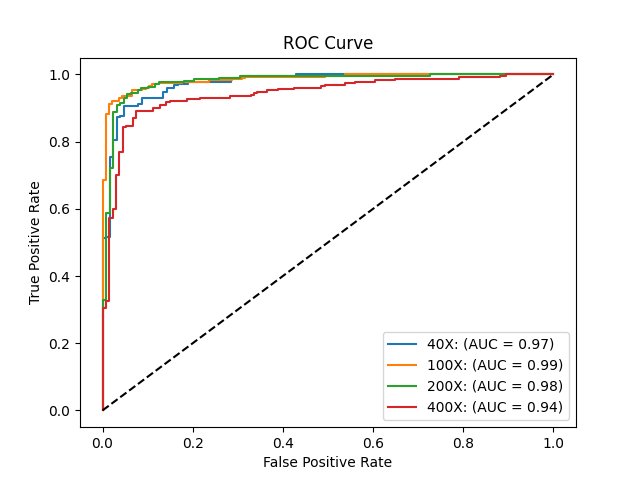 ROC Curve
True Positive Rate
1.0
0.8
0.6
0.4
0.2
0.0
0.0 0.2 0.4 0.6 0.8 1.0
False Positive Rate
40X: (AUC = 0.97)
100X: (AUC = 0.99)
200X: (AUC = 0.98)
400X: (AUC = 0.94)